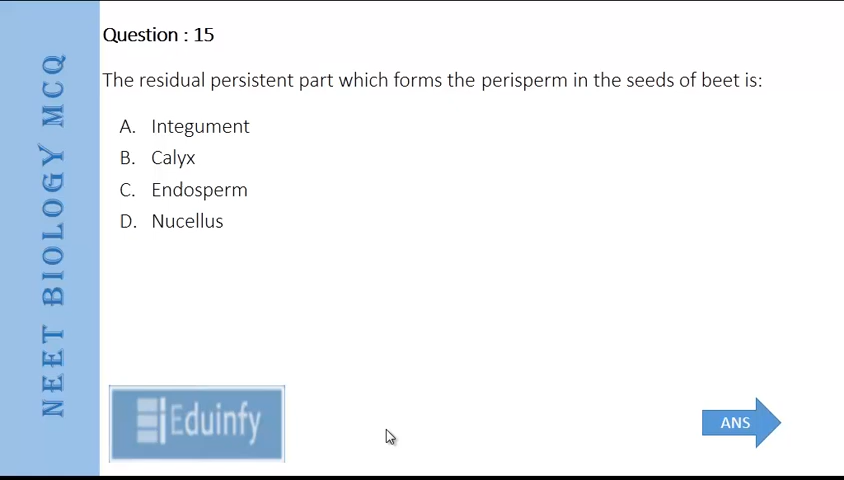 Question : 15
The residual persistent part which forms the perisperm in the seeds of beet is:
A. Integument
B. Calyx
C. Endosperm
D. Nucellus
NEET BIOLOGY MCQ
Eduinfy
ANS